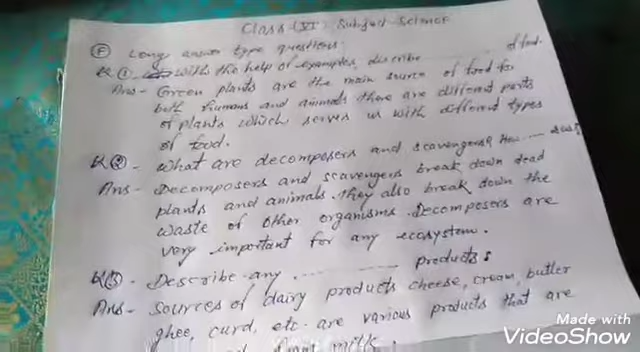 Class (VI) Subject - Science
(F) Long answer type questions.
Q(1) with the help of examples, discribe .......... of food.
Ans - Green plants are the main source of food for
both humans and animals there are different parts
of plants which serves us with different types
of food.
Q(2) - What are decomposers and scavengers? How ----
Ans - Decomposers and scavengers break down dead
plants and animals. They also break down the
waste of other organisms. Decomposers are
very important for any ecosystem.
Q(3) - Describe any .......... products :
Ans - Sources of dairy products cheese, cream, butter
ghee, curd, etc are various products that are
from milk.
Made with
VideoShow